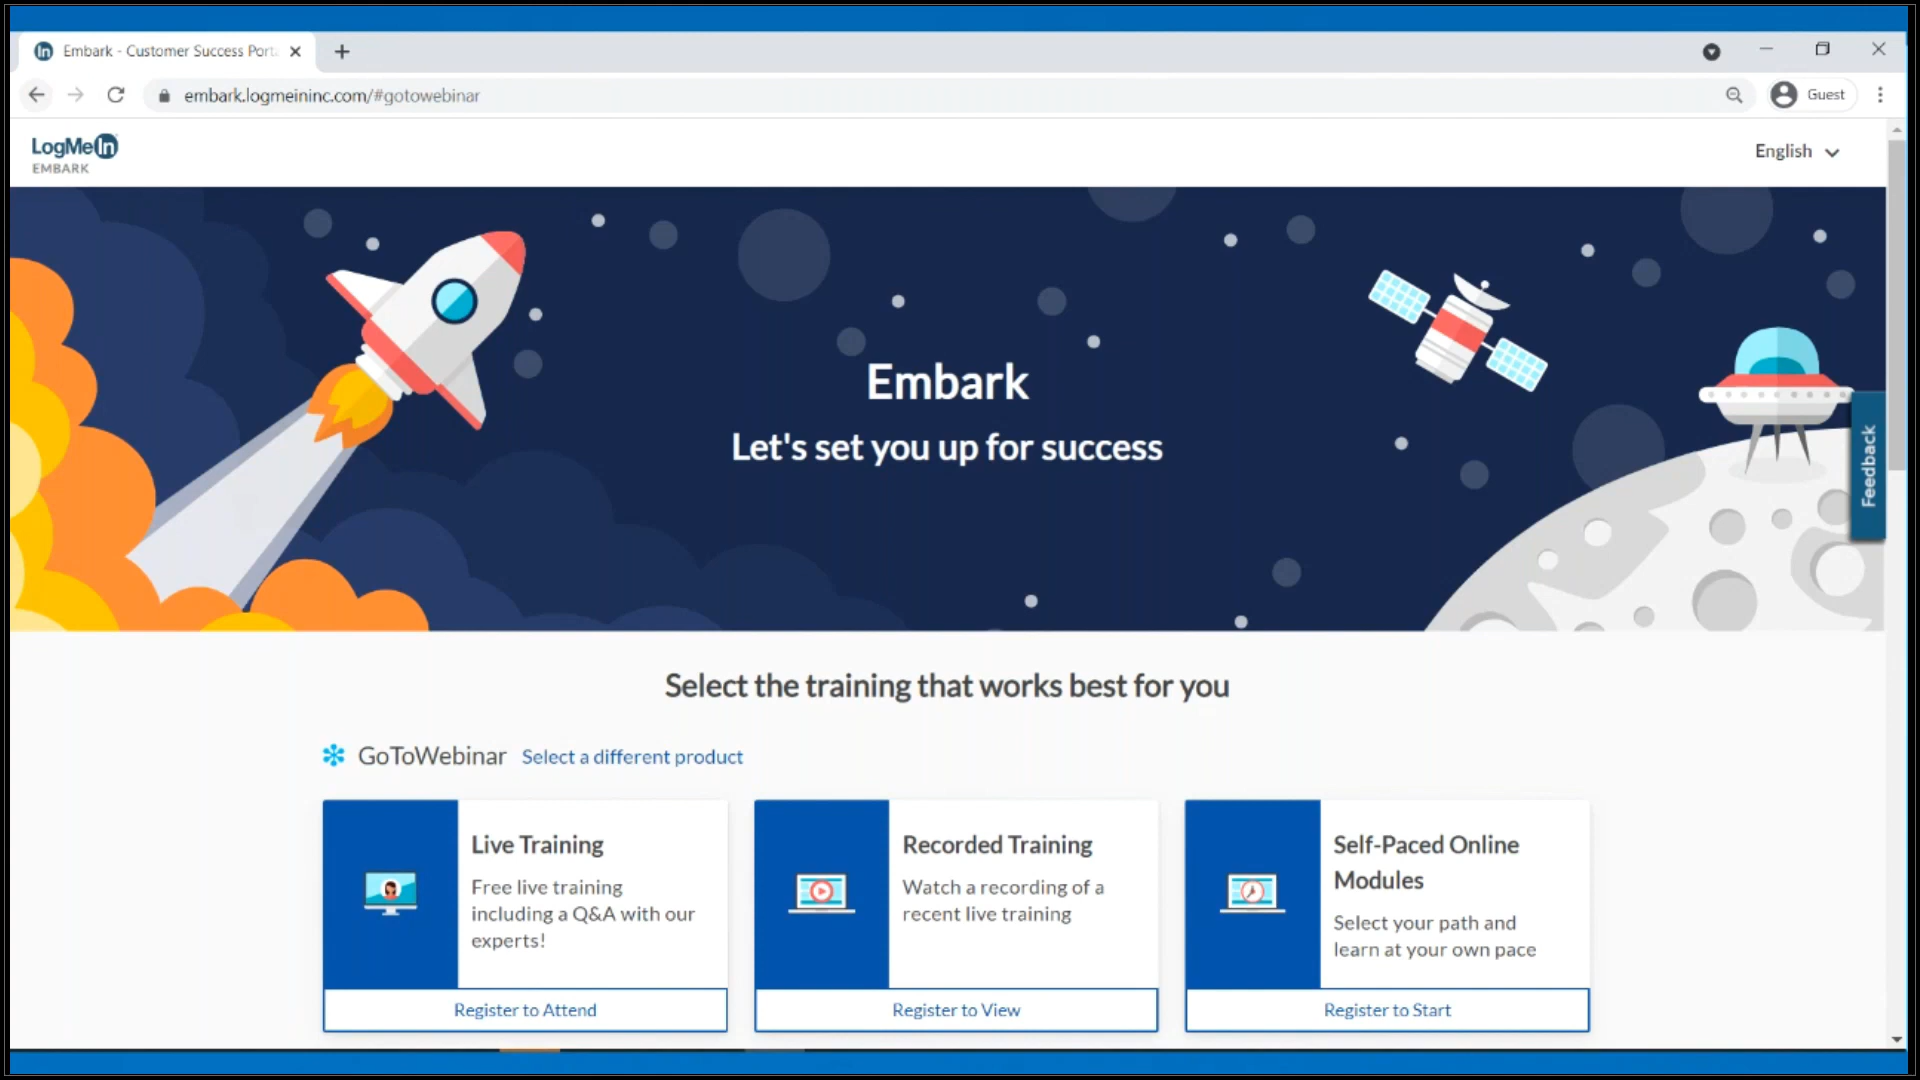 Embark - Customer Success Port
embark.logmeininc.com/#gotowebinar
Guest
LogMeIn
EMBARK
English
Embark
Let's set you up for success
Feedback
Select the training that works best for you
GoToWebinar Select a different product
Live Training
Free live training
including a Q&A with our
experts!
Register to Attend
Recorded Training
Watch a recording of a
recent live training
Register to View
Self-Paced Online
Modules
Select your path and
learn at your own pace
Register to Start